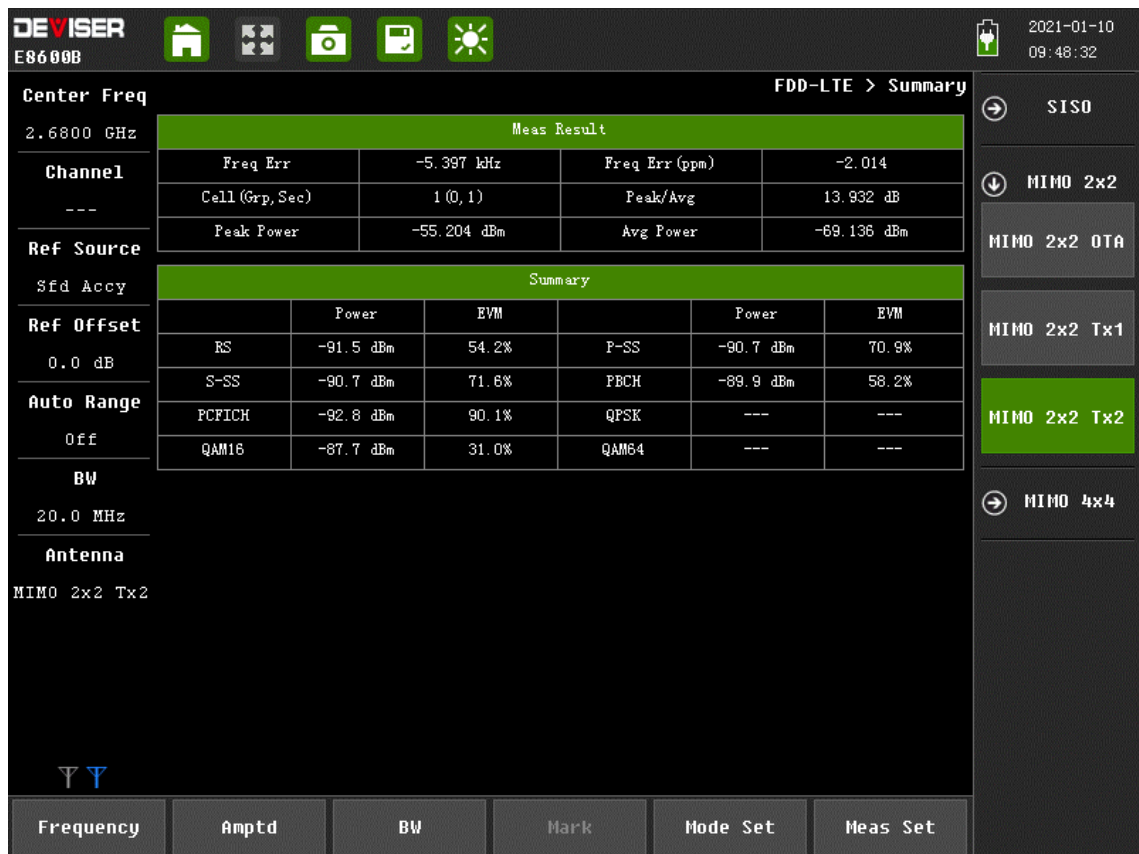 DEVISER
E8600B
2021-01-10
09:48:32
Center Freq
2.6800 GHz
Channel
---
Ref Source
Sfd Accy
Ref Offset
0.0 dB
Auto Range
Off
BW
20.0 MHz
Antenna
MIMO 2x2 Tx2
FDD-LTE > Summary
Meas Result
Freq Err -5.397 kHz Freq Err(ppm) -2.014
Cell(Grp,Sec) 1(0,1) Peak/Avg 13.932 dB
Peak Power -55.204 dBm Avg Power -69.136 dBm
Summary
Power EVM Power EVM
RS -91.5 dBm 54.2% P-SS -90.7 dBm 70.9%
S-SS -90.7 dBm 71.6% PBCH -89.9 dBm 58.2%
PCFICH -92.8 dBm 90.1% QPSK --- ---
QAM16 -87.7 dBm 31.0% QAM64 --- ---
SISO
MIMO 2x2
MIMO 2x2 OTA
MIMO 2x2 Tx1
MIMO 2x2 Tx2
MIMO 4x4
Frequency Amptd BW Mark Mode Set Meas Set